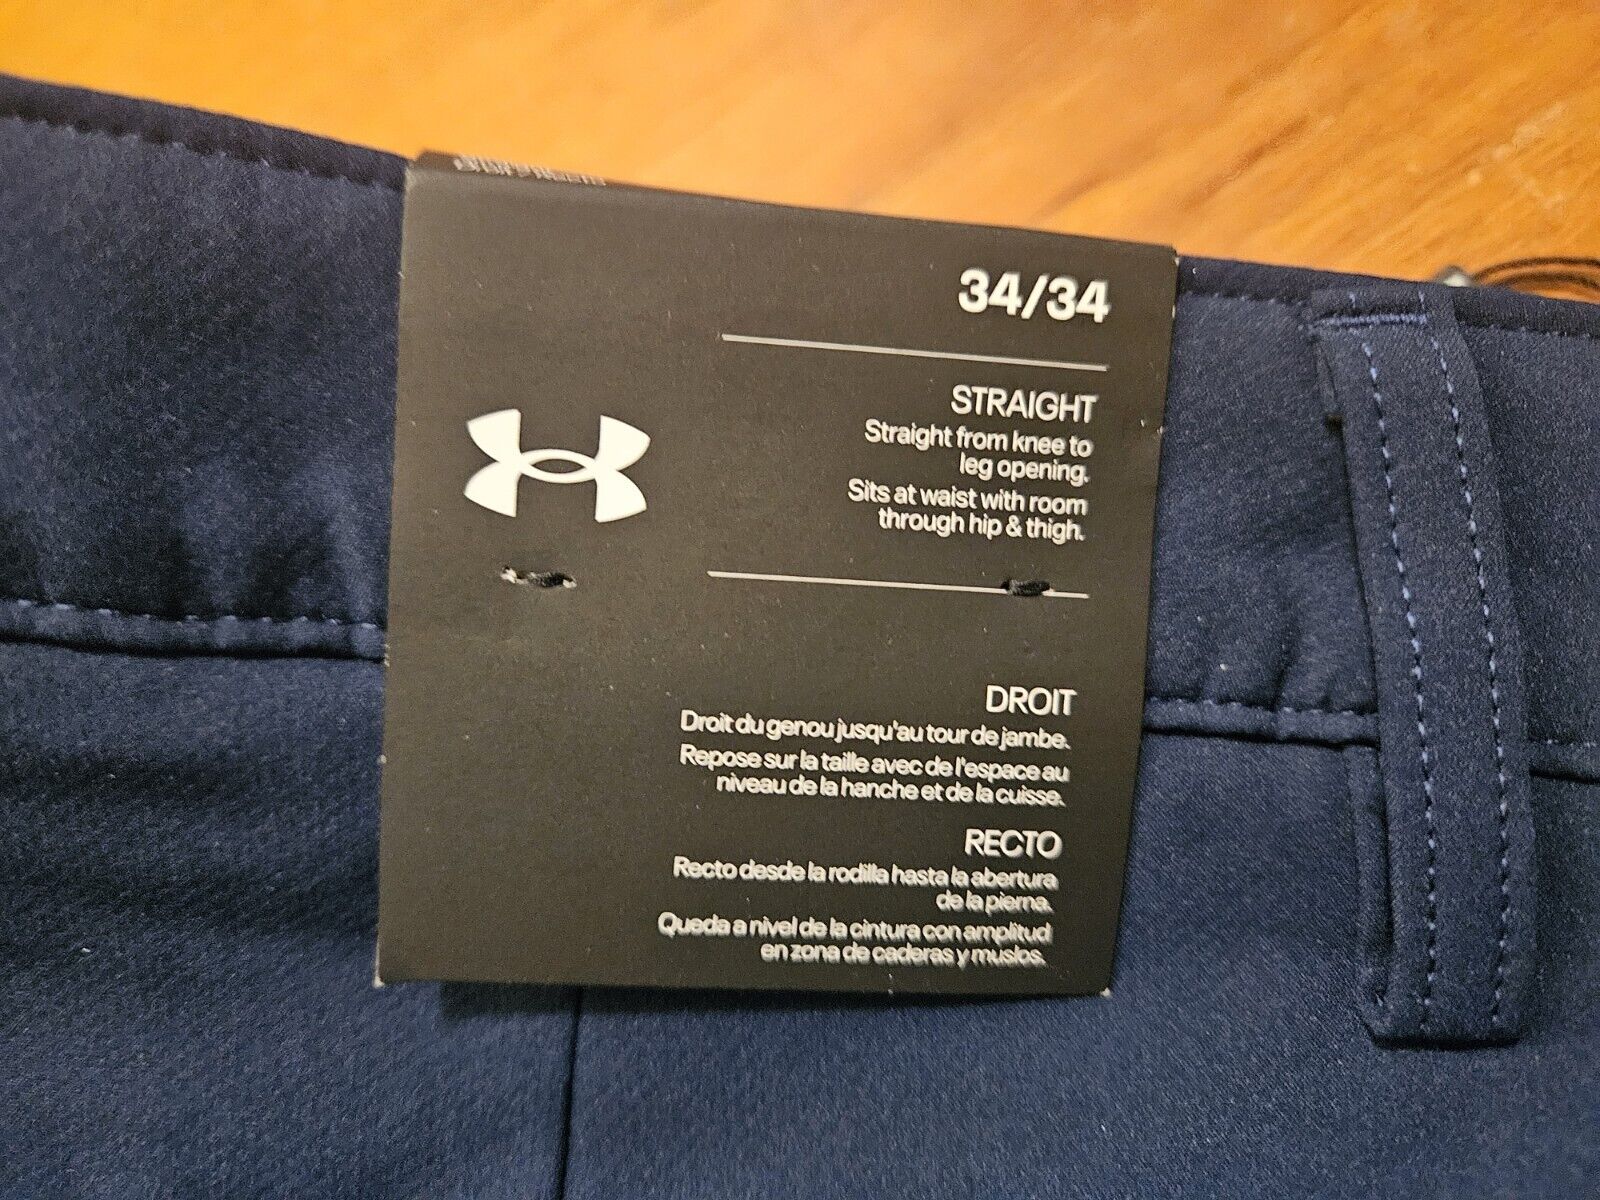 34/34
STRAIGHT
Straight from knee to
leg opening.
Sits at waist with room
through hip & thigh.
DROIT
Droit du genou jusqu'au tour de jambe.
Repose sur la taille avec de l'espace au
niveau de la hanche et de la cuisse.
RECTO
Recto desde la rodilla hasta la abertura
de la pierna.
Queda a nivel de la cintura con amplitud
en zona de caderas y muslos.